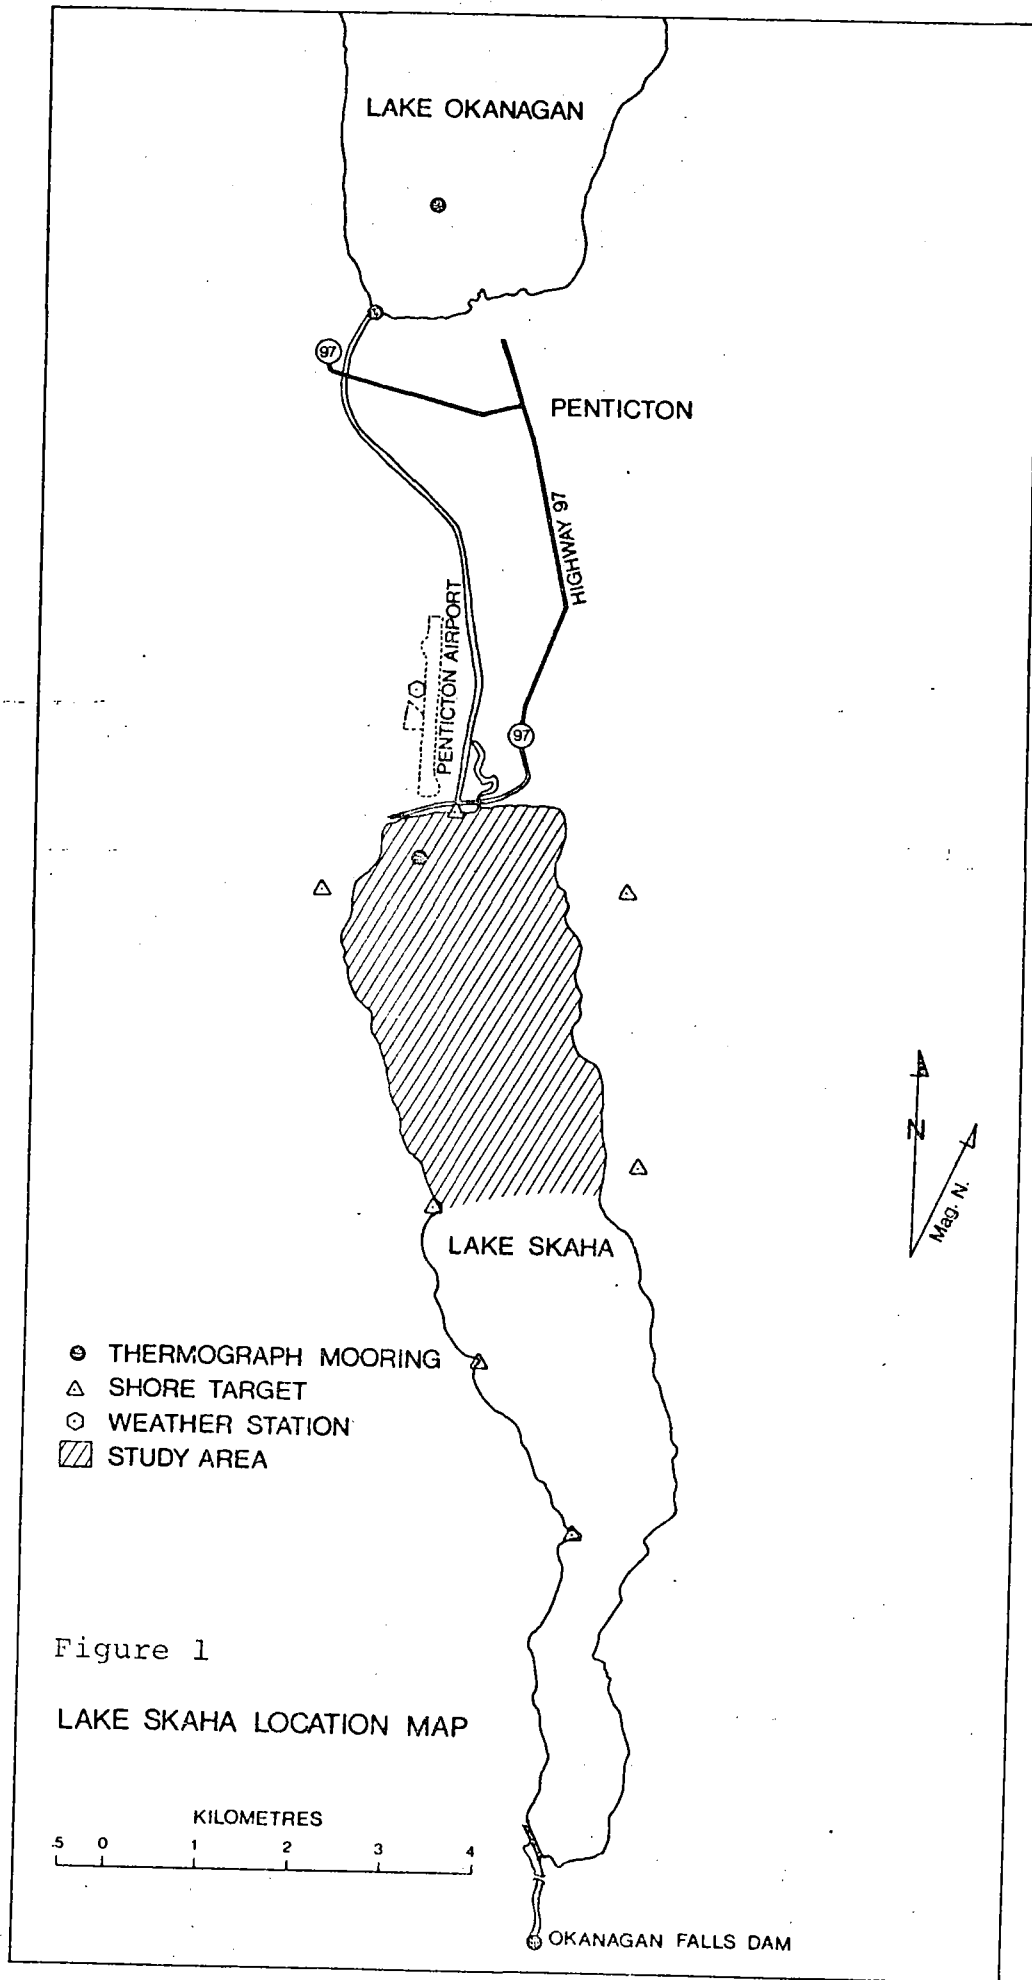 LAKE OKANAGAN
97
PENTICTON
HIGHWAY 97
PENTICTON AIRPORT
97
N
Mag. N.
LAKE SKAHA
THERMOGRAPH MOORING
SHORE TARGET
WEATHER STATION
STUDY AREA
Figure 1
LAKE SKAHA LOCATION MAP
KILOMETRES
.5 0 1 2 3 4
OKANAGAN FALLS DAM